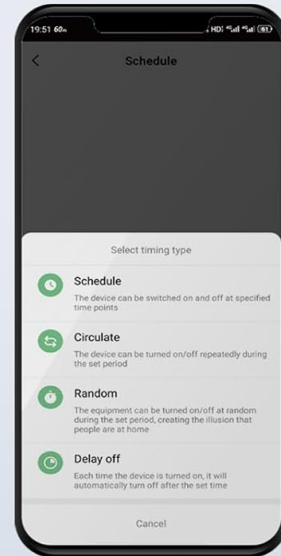 19:51
HD
Schedule
Select timing type
Schedule
The device can be switched on and off at specified
time points
Circulate
The device can be turned on/off repeatedly during
the set period
Random
The equipment can be turned on/off at random
during the set period, creating the illusion that
people are at home
Delay off
Each time the device is turned on, it will
automatically turn off after the set time
Cancel